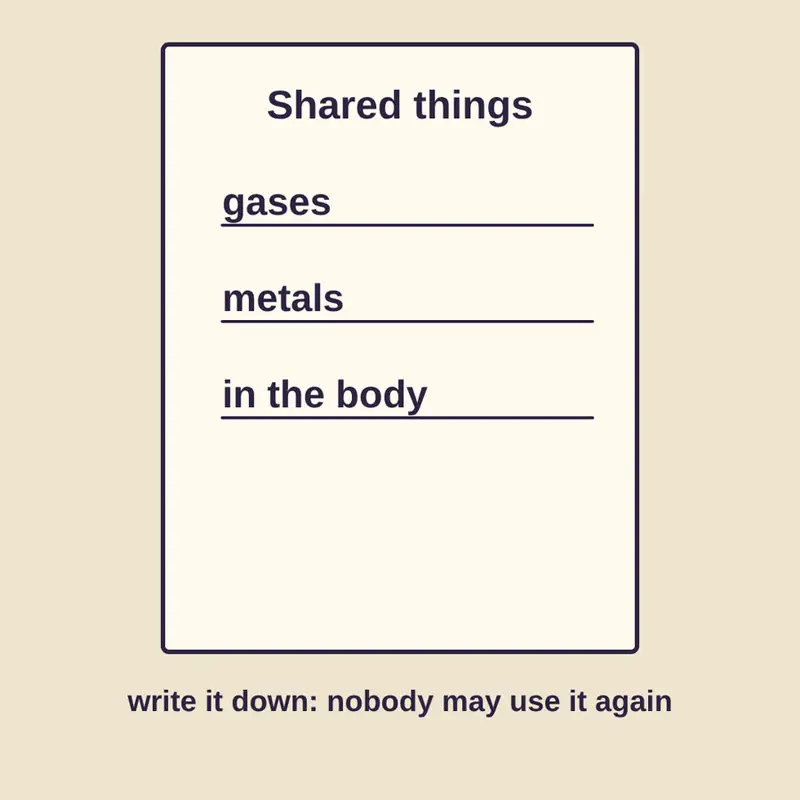 Shared things
gases
metals
in the body
write it down: nobody may use it again